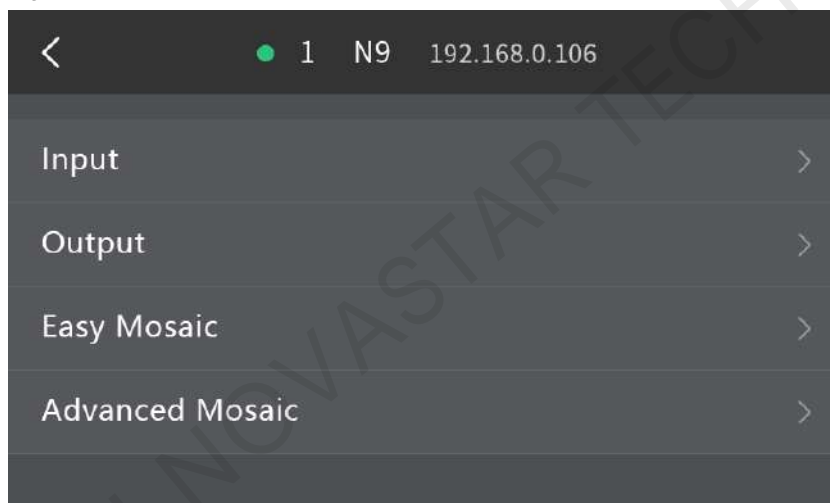 1 N9 192.168.0.106
Input
Output
Easy Mosaic
Advanced Mosaic
NOVASTAR TECH